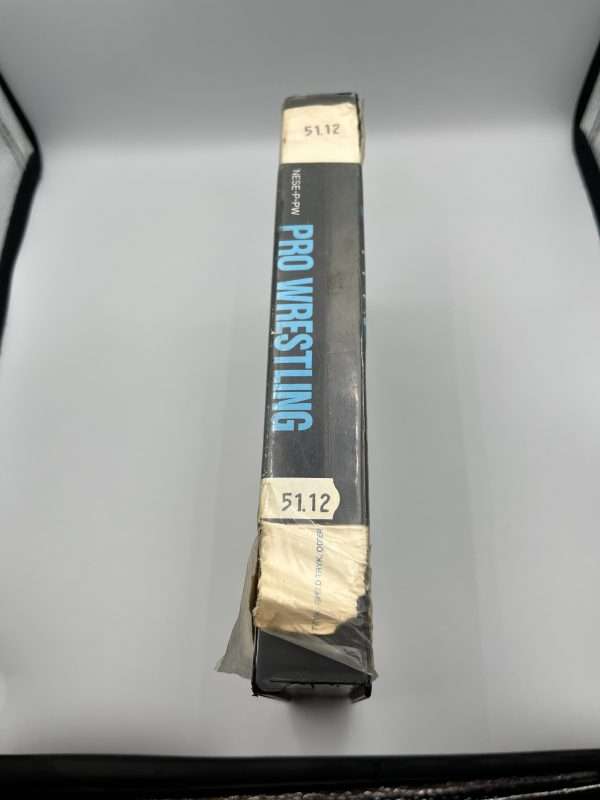 51.12
NESE-P-PW
PRO WRESTLING
51.12